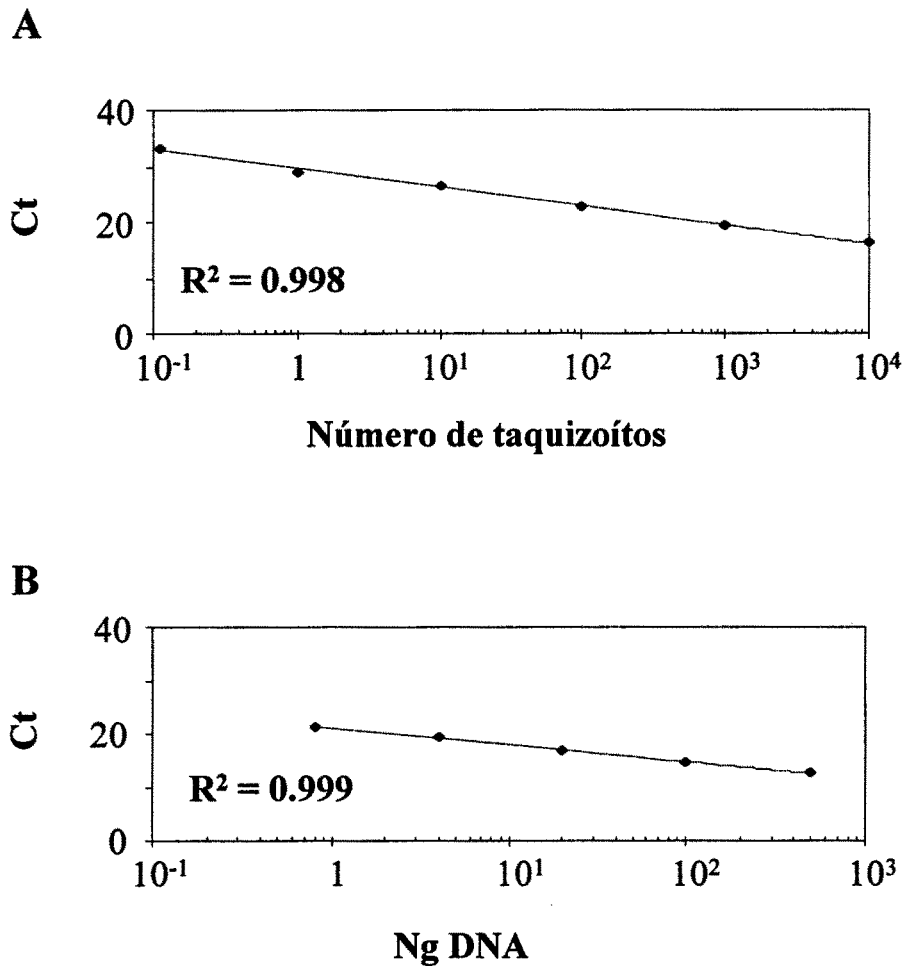 A
40
20
0
Ct
R² = 0.998
10⁻¹ 1 10¹ 10² 10³ 10⁴
Número de taquizoítos
B
40
20
0
Ct
R² = 0.999
10⁻¹ 1 10¹ 10² 10³
Ng DNA